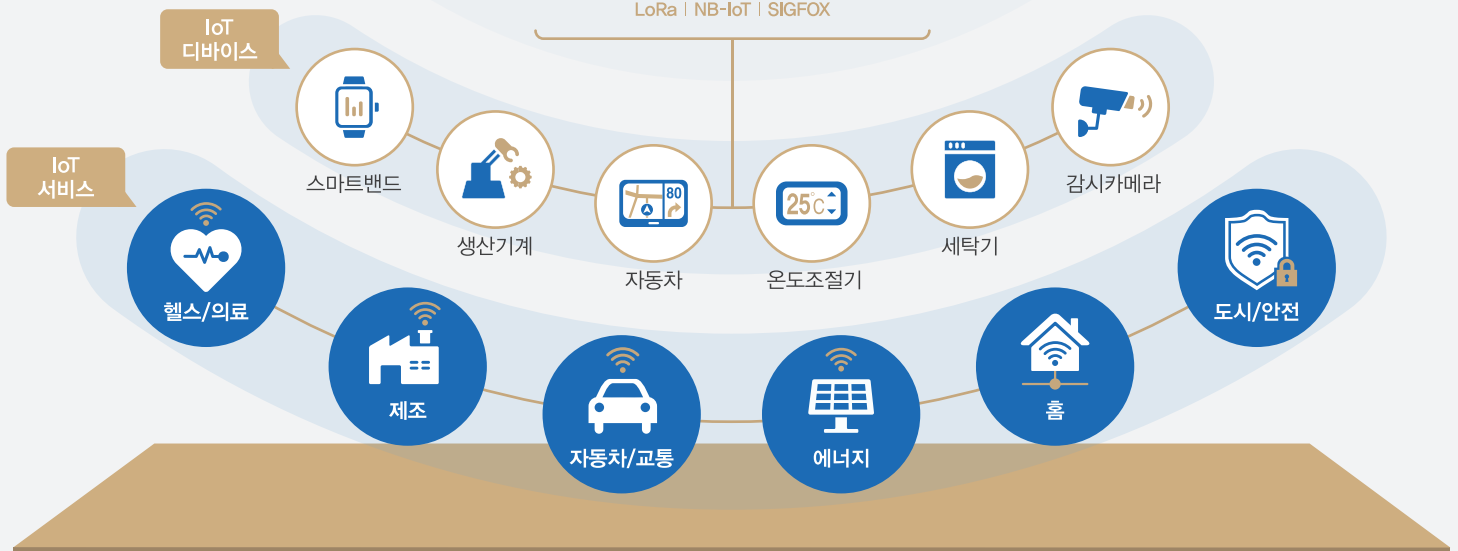 LoRa | NB-IoT | SIGFOX
IoT
디바이스
스마트밴드
생산기계
80
자동차
25°C
온도조절기
세탁기
감시카메라
IoT
서비스
헬스/의료
제조
자동차/교통
에너지
홈
도시/안전